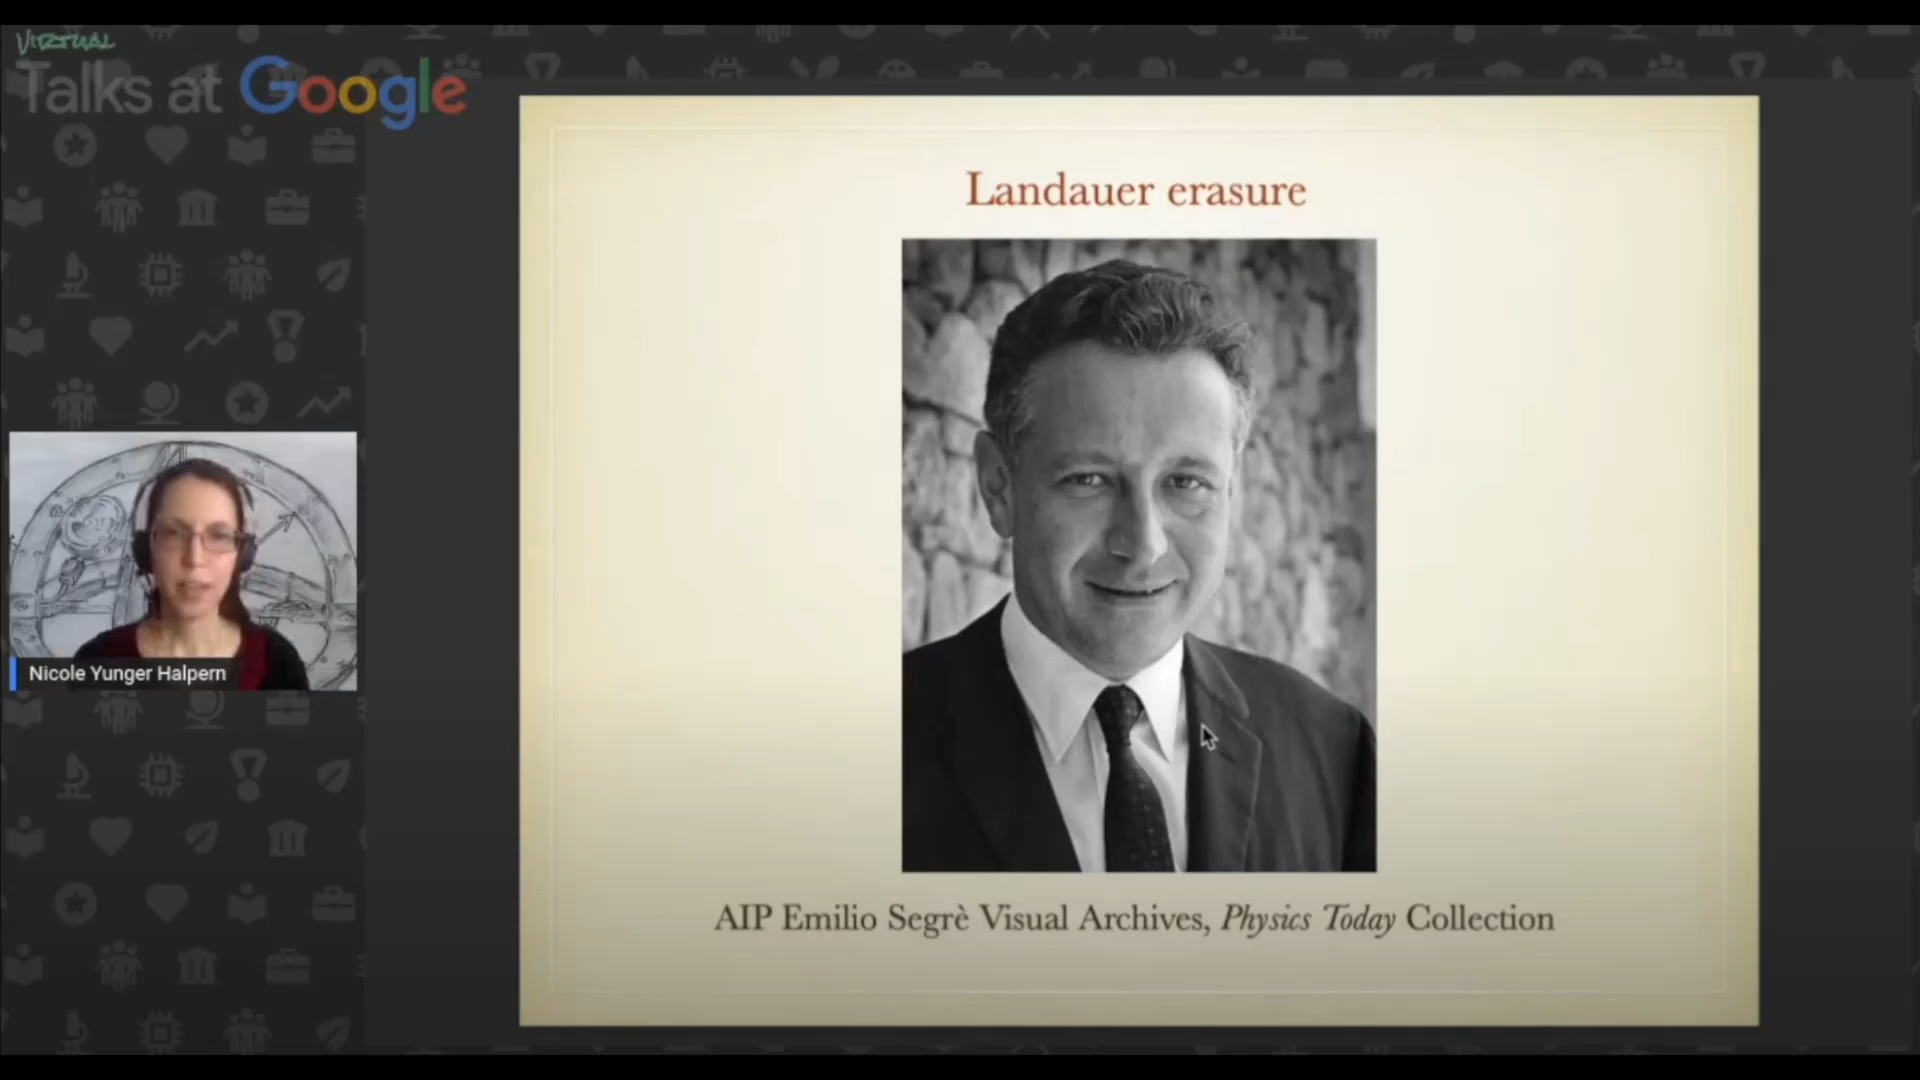 VIRTUAL
Talks at Google
Landauer erasure
Nicole Yunger Halpern
AIP Emilio Segrè Visual Archives, Physics Today Collection